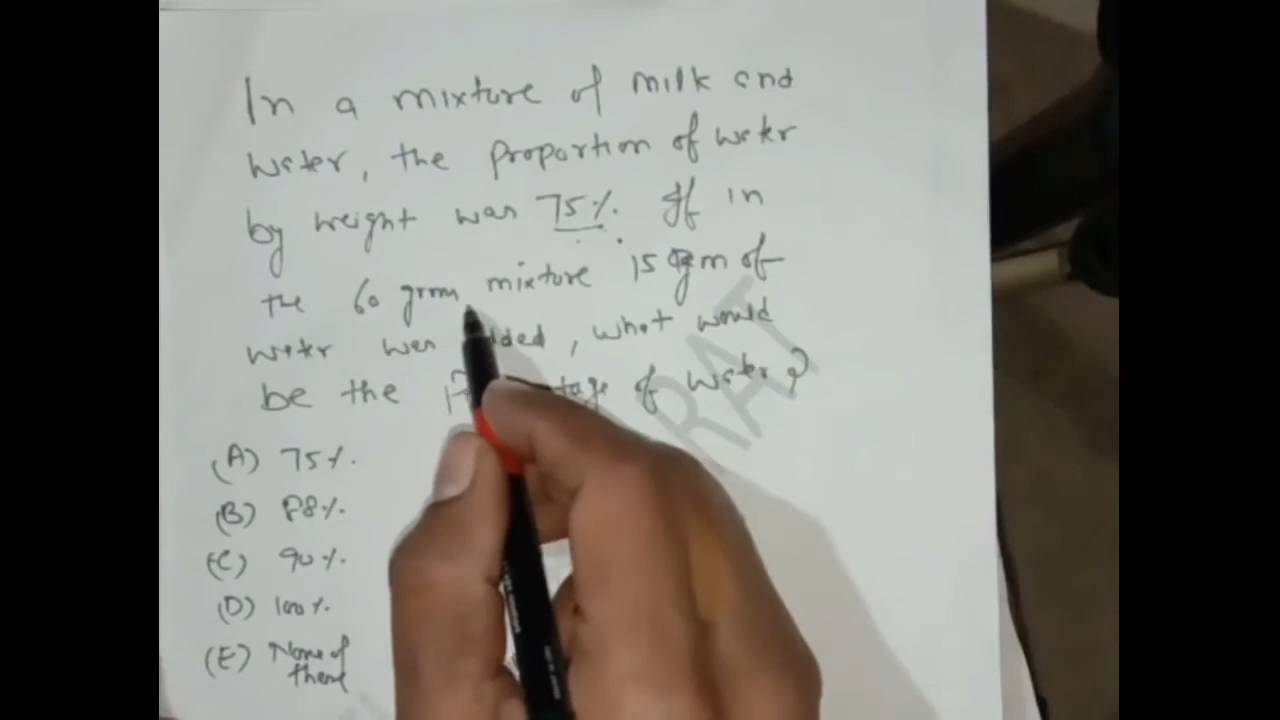 In a mixture of milk and
water, the proportion of water
by weight was 75%. If in
the 60 gram mixture 15 gm of
water was added, what would
be the of water?
(A) 75%.
(B) 88%.
(C) 90%.
(D) 100%.
(E) None of
these
RAT